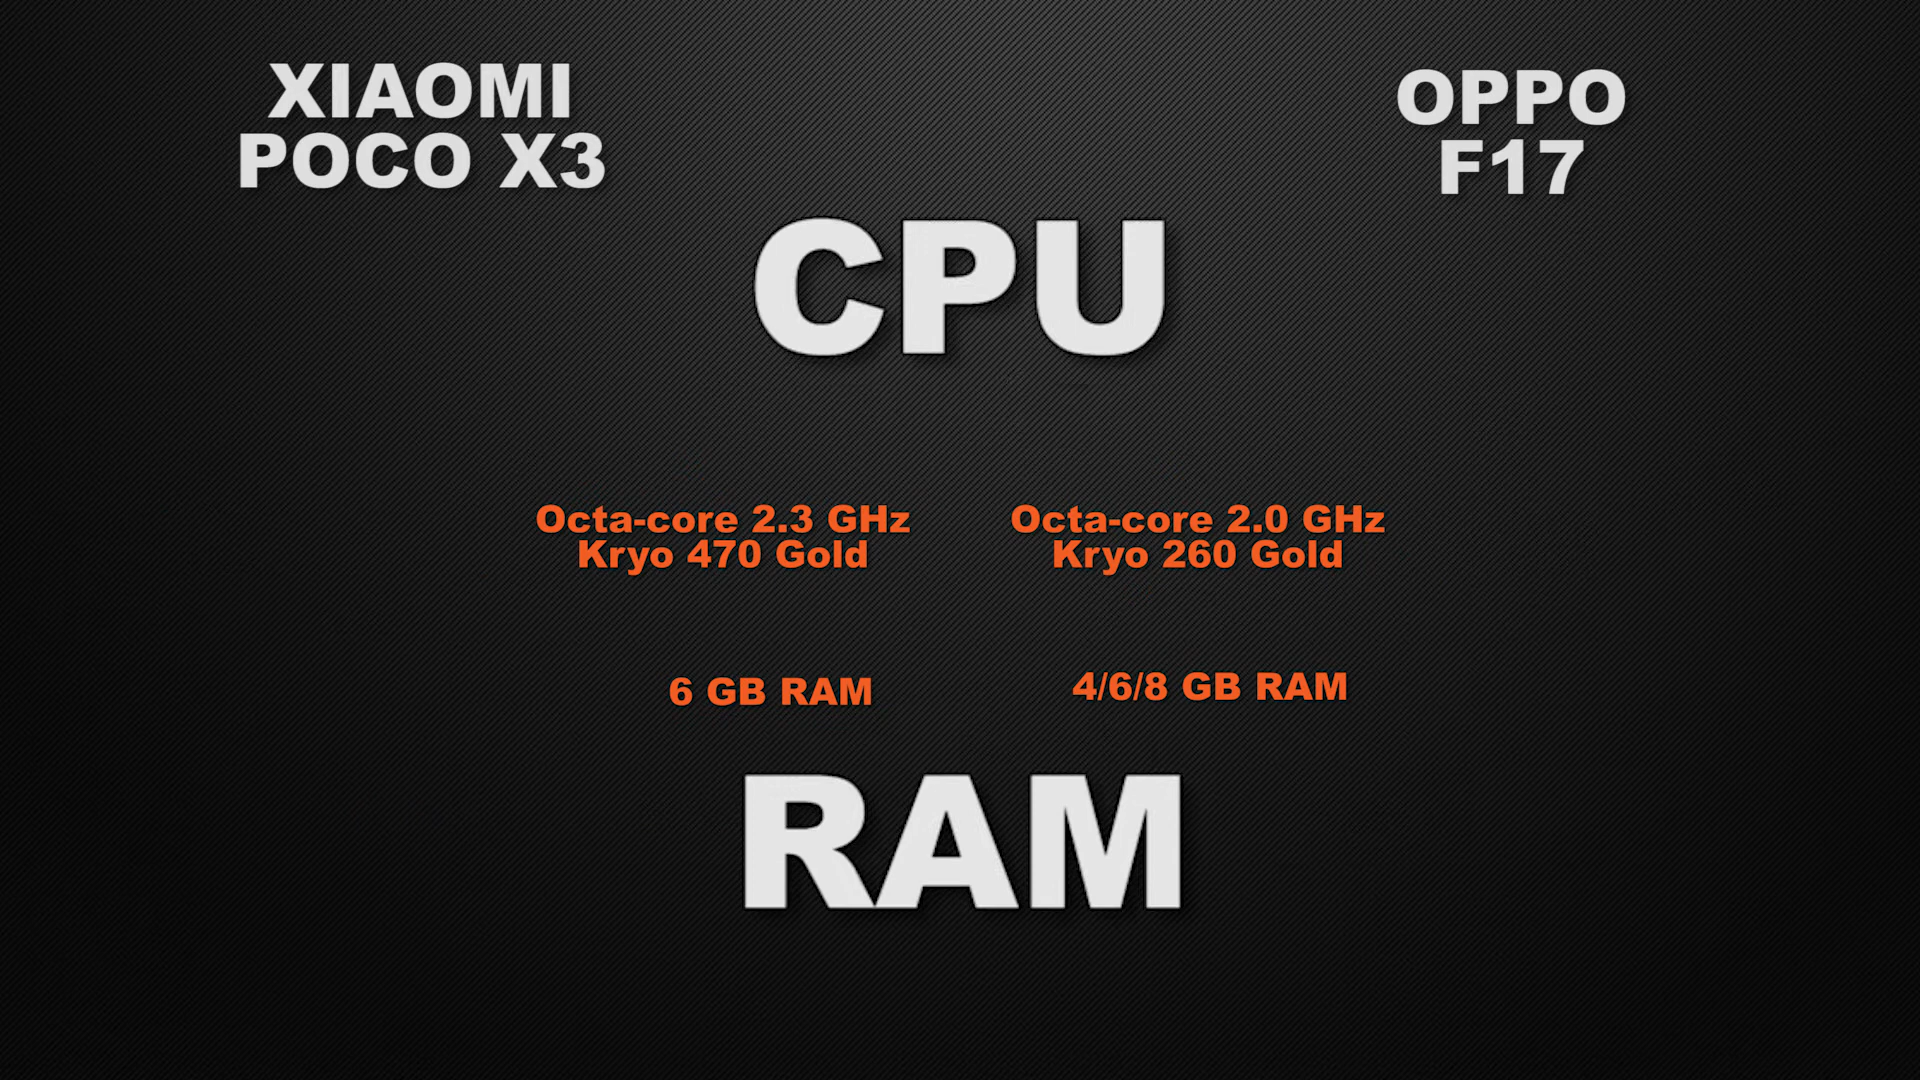 XIAOMI
POCO X3
OPPO
F17
CPU
Octa-core 2.3 GHz
Kryo 470 Gold
Octa-core 2.0 GHz
Kryo 260 Gold
6 GB RAM
4/6/8 GB RAM
RAM